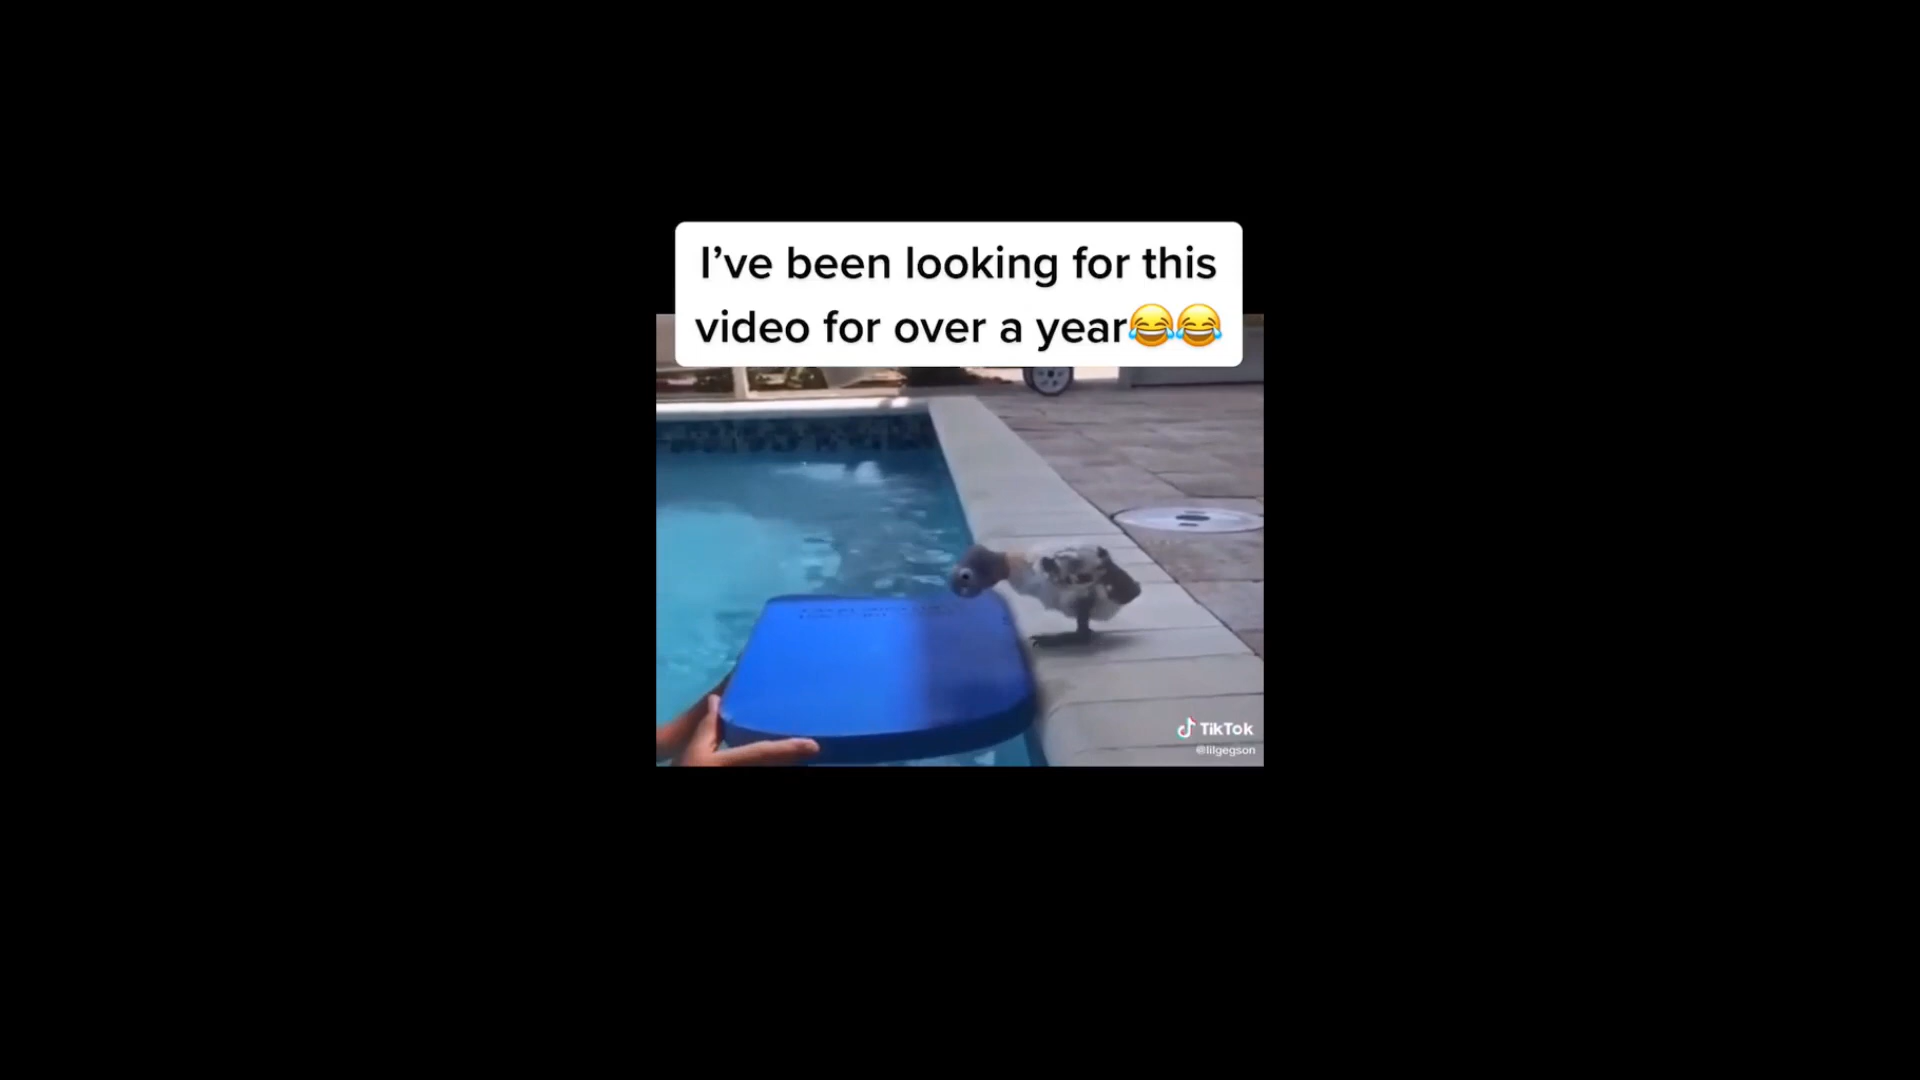 I’ve been looking for this
video for over a year😂😂
TikTok
@lilgegson